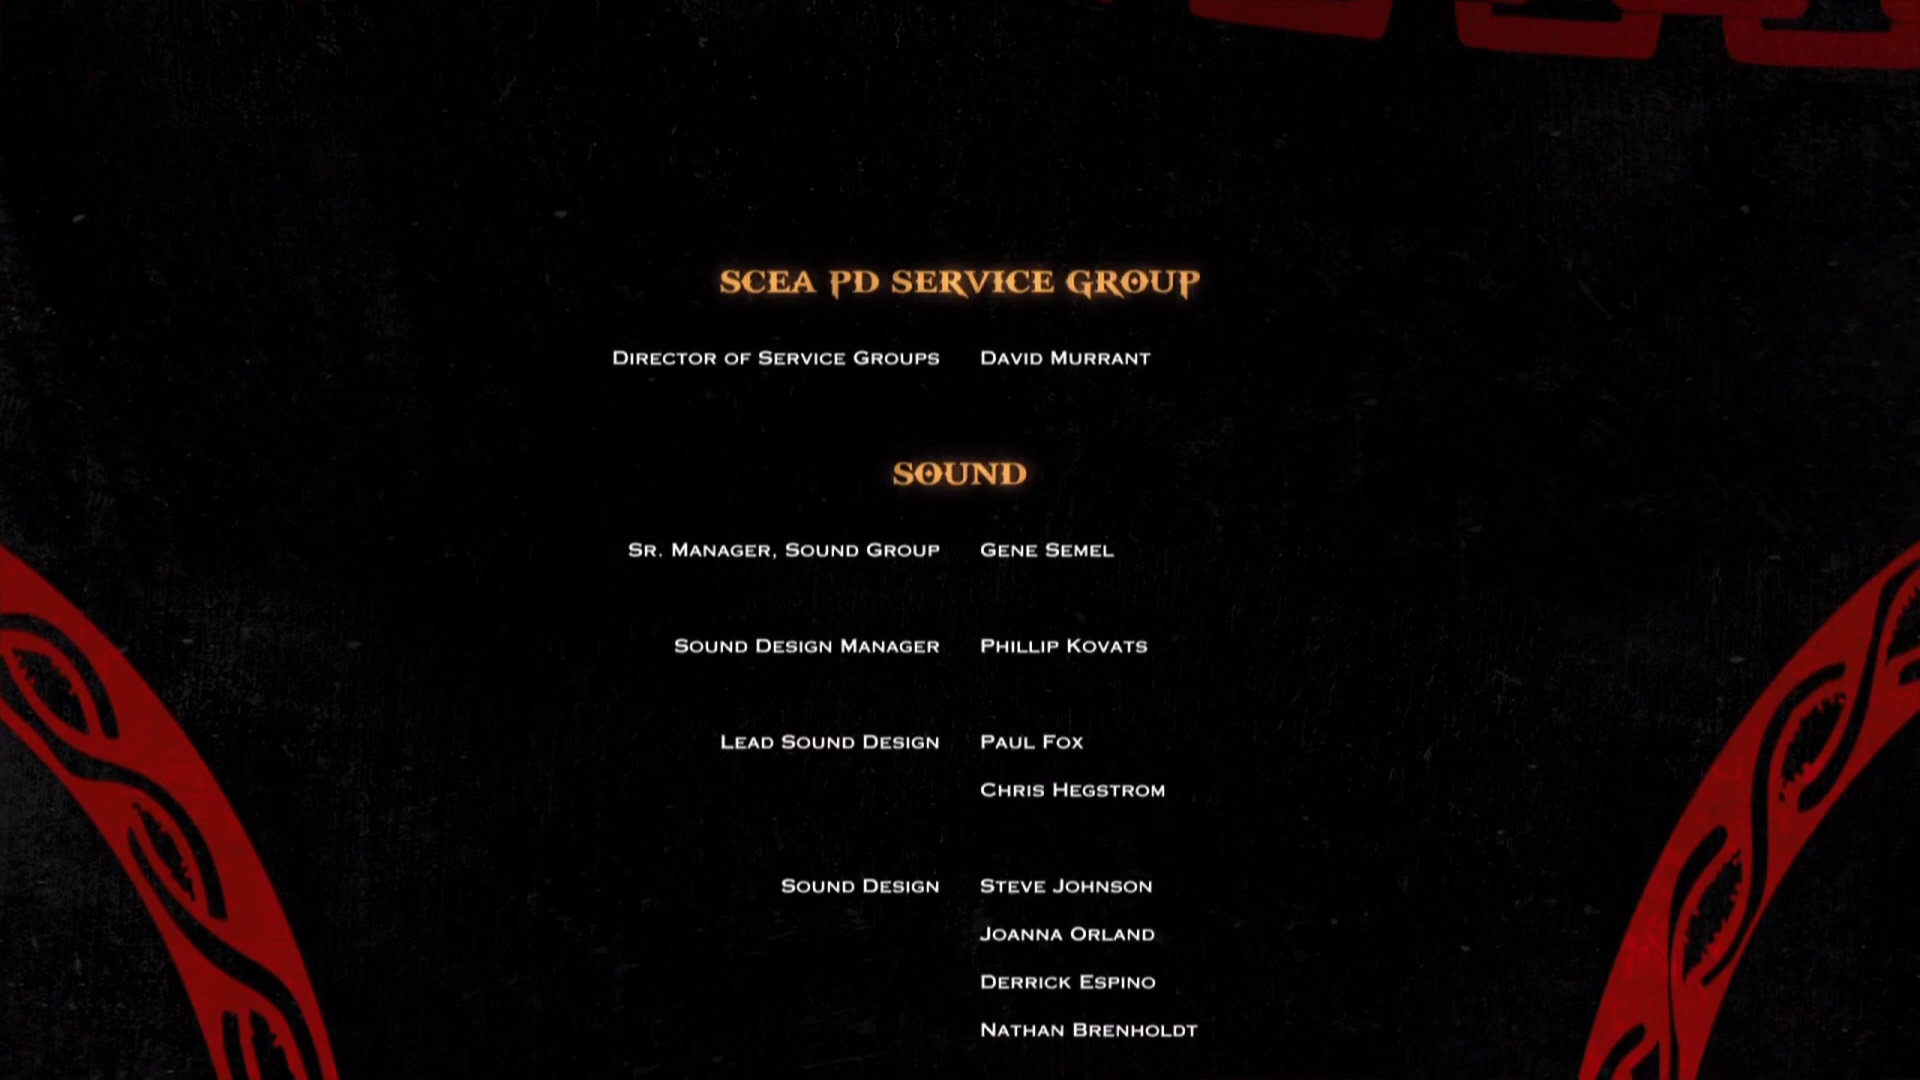 SCEA PD SERVICE GROUP
DIRECTOR OF SERVICE GROUPS DAVID MURRANT
SOUND
SR. MANAGER, SOUND GROUP GENE SEMEL
SOUND DESIGN MANAGER PHILLIP KOVATS
LEAD SOUND DESIGN PAUL FOX
CHRIS HEGSTROM
SOUND DESIGN STEVE JOHNSON
JOANNA ORLAND
DERRICK ESPINO
NATHAN BRENHOLDT